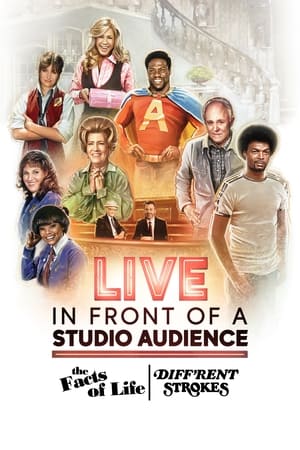 A
LIVE
IN FRONT OF A
STUDIO AUDIENCE
the
Facts
of Life
DIFF'RENT
STROKES